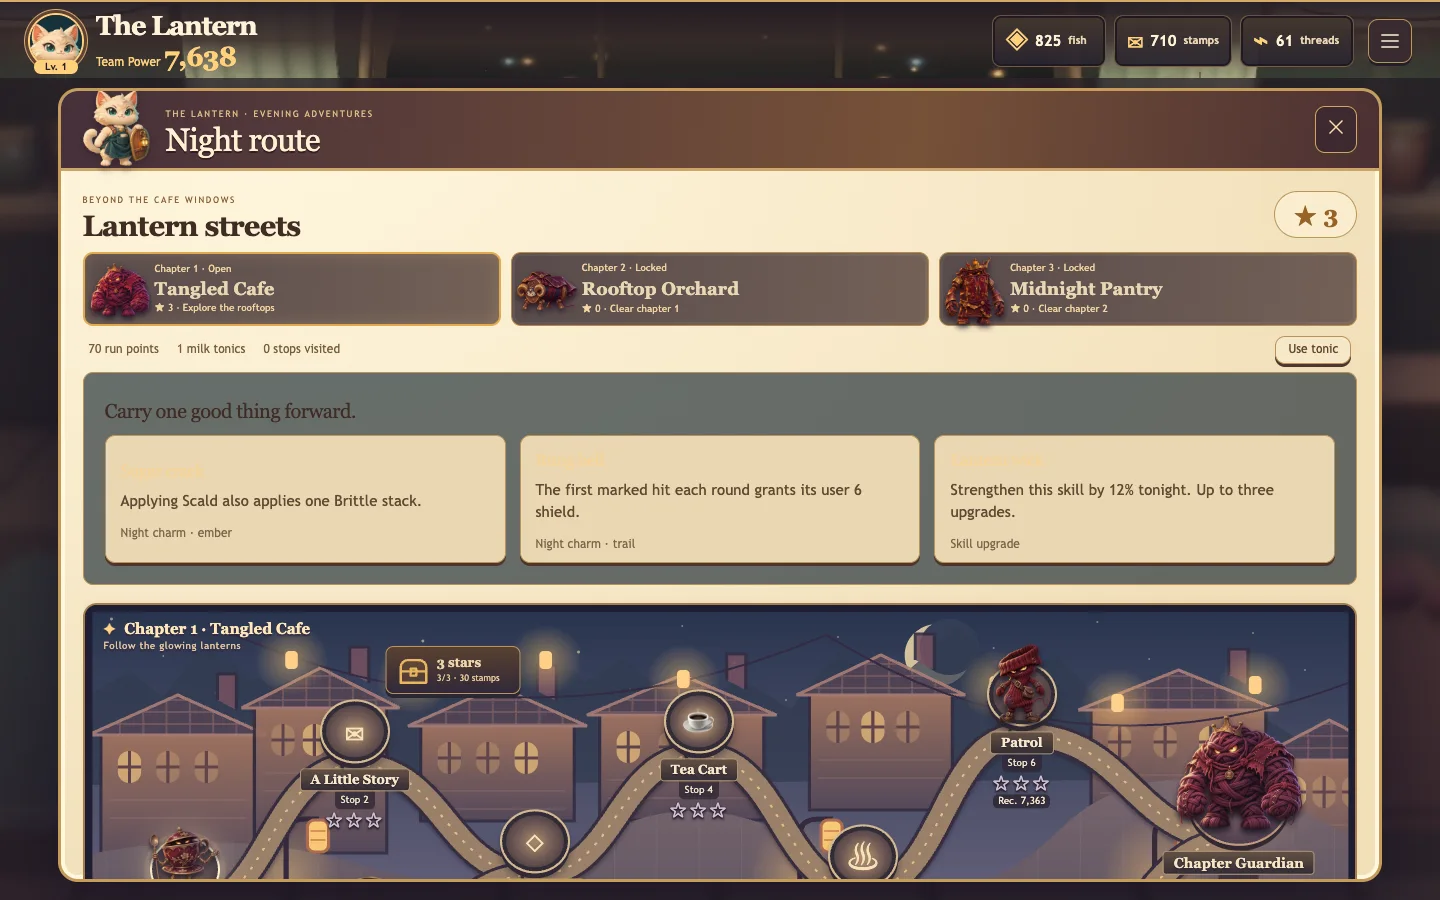 The Lantern
Team Power 7,638
Lv. 1
825 fish
710 stamps
61 threads
THE LANTERN · EVENING ADVENTURES
Night route
BEYOND THE CAFE WINDOWS
Lantern streets
★ 3
Chapter 1 · Open
Tangled Cafe
★ 3 · Explore the rooftops
Chapter 2 · Locked
Rooftop Orchard
★ 0 · Clear chapter 1
Chapter 3 · Locked
Midnight Pantry
★ 0 · Clear chapter 2
70 run points
1 milk tonics
0 stops visited
Use tonic
Carry one good thing forward.
Applying Scald also applies one Brittle stack.
Night charm · ember
The first marked hit each round grants its user 6
shield.
Night charm · trail
Strengthen this skill by 12% tonight. Up to three
upgrades.
Skill upgrade
Chapter 1 · Tangled Cafe
Follow the glowing lanterns
3 stars
3/3 · 30 stamps
A Little Story
Stop 2
Tea Cart
Stop 4
Patrol
Stop 6
Rec. 7,363
Chapter Guardian